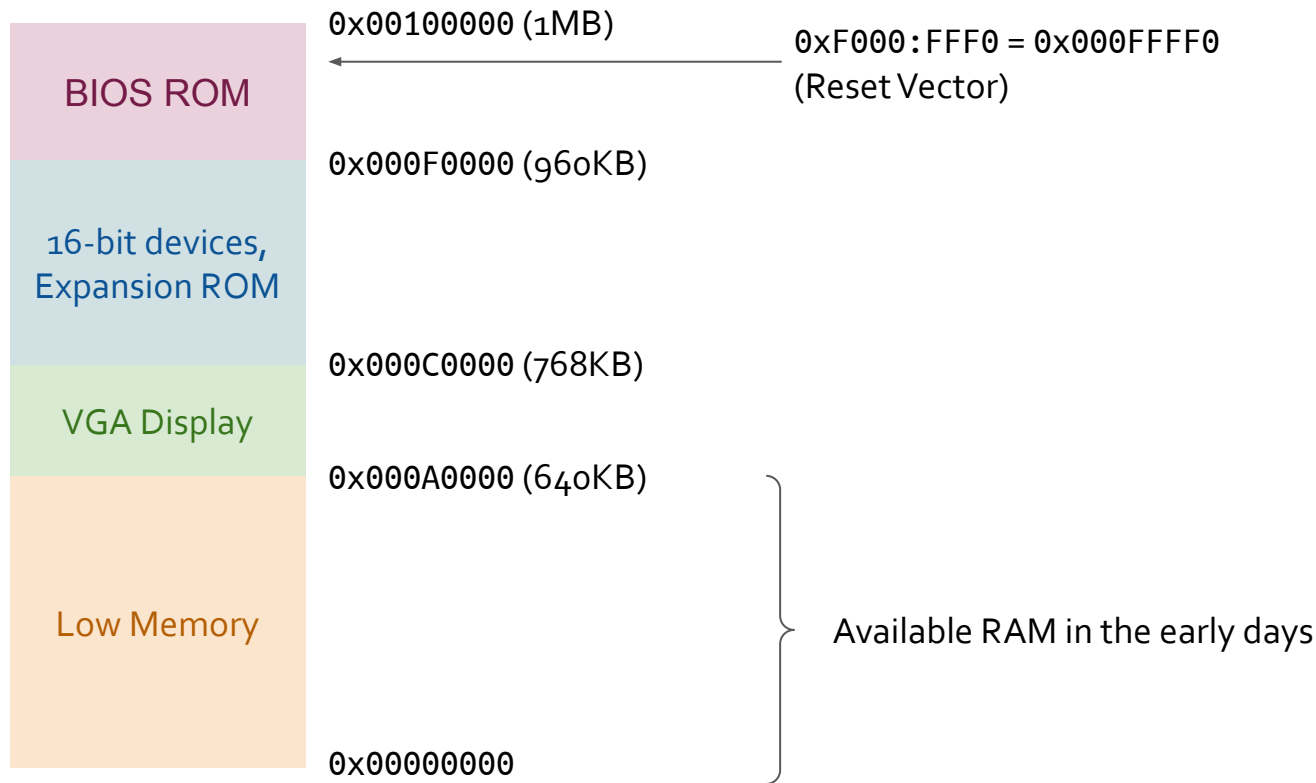 0x00100000 (1MB)
0xF000:FFF0 = 0x000FFFF0
(Reset Vector)
BIOS ROM
0x000F0000 (960KB)
16-bit devices,
Expansion ROM
0x000C0000 (768KB)
VGA Display
0x000A0000 (640KB)
Low Memory
Available RAM in the early days
0x00000000